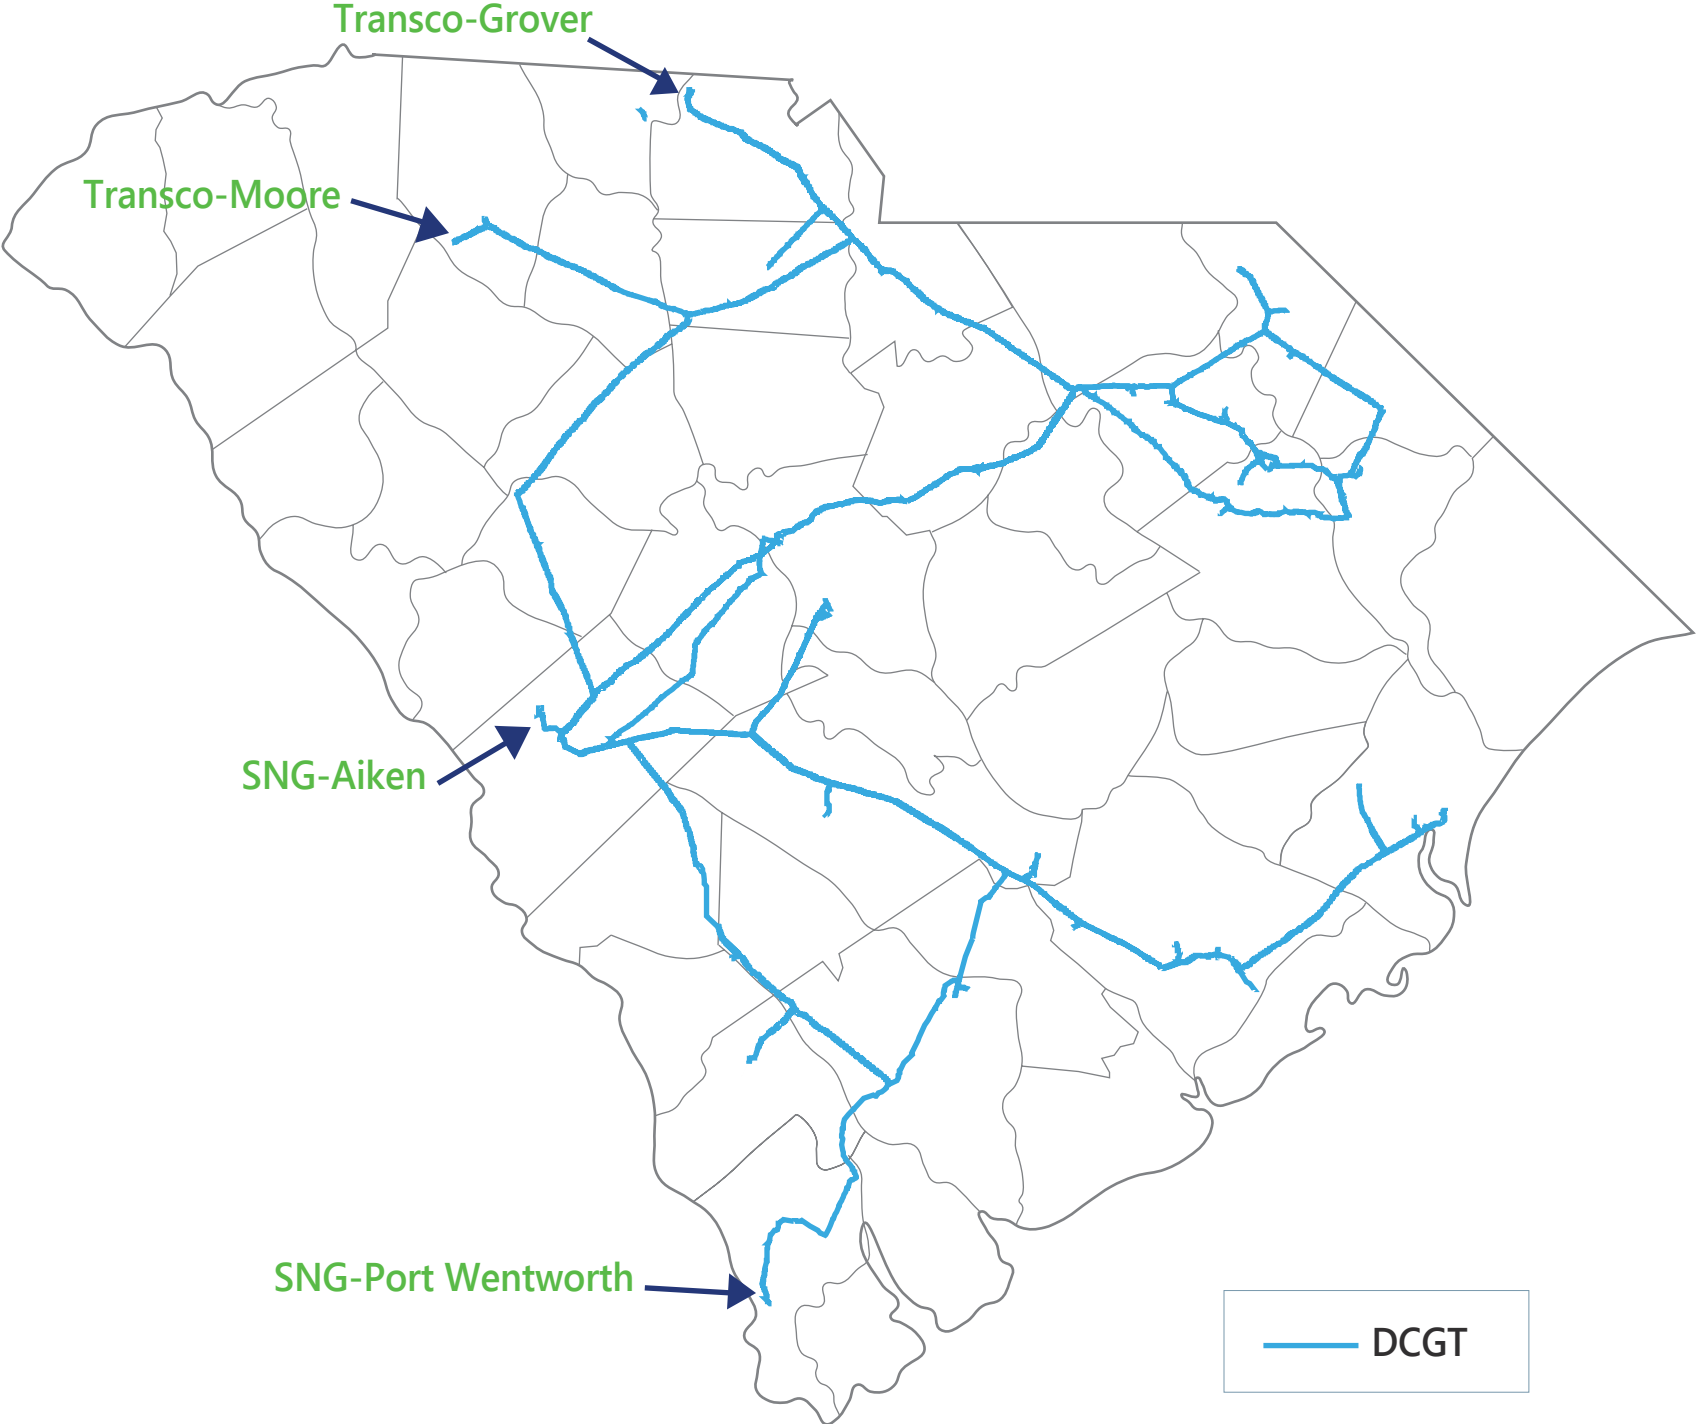 Transco-Grover
Transco-Moore
SNG-Aiken
SNG-Port Wentworth
DCGT